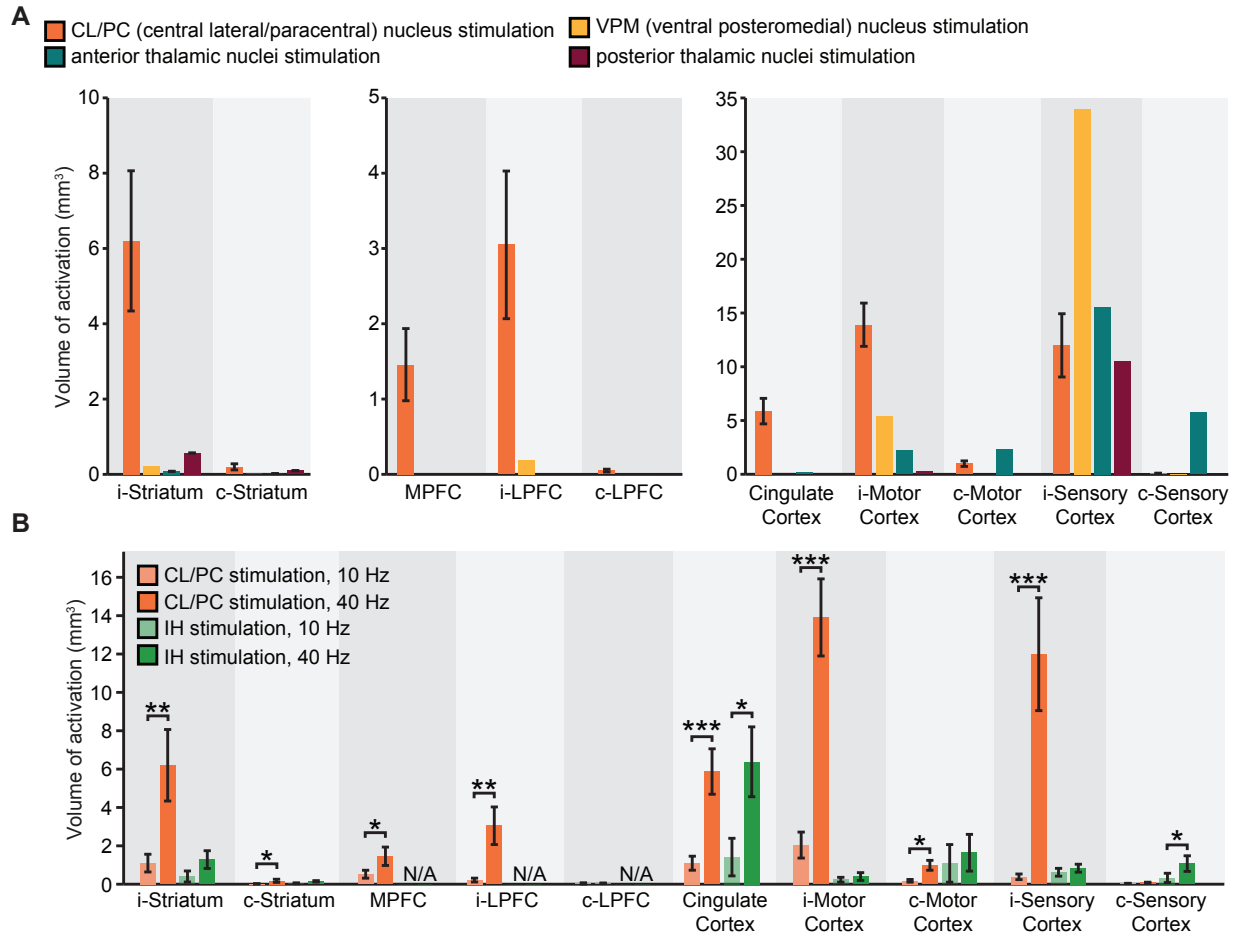 A
CL/PC (central lateral/paracentral) nucleus stimulation
VPM (ventral posteromedial) nucleus stimulation
anterior thalamic nuclei stimulation
posterior thalamic nuclei stimulation
Volume of activation (mm³)
10
8
6
4
2
0
i-Striatum
c-Striatum
5
4
3
2
1
0
MPFC
i-LPFC
c-LPFC
35
30
25
20
15
10
5
0
Cingulate
Cortex
i-Motor
Cortex
c-Motor
Cortex
i-Sensory
Cortex
c-Sensory
Cortex
B
CL/PC stimulation, 10 Hz
CL/PC stimulation, 40 Hz
IH stimulation, 10 Hz
IH stimulation, 40 Hz
Volume of activation (mm³)
16
14
12
10
8
6
4
2
0
**
*
*
N/A
**
N/A
N/A
***
*
***
*
***
*
i-Striatum
c-Striatum
MPFC
i-LPFC
c-LPFC
Cingulate
Cortex
i-Motor
Cortex
c-Motor
Cortex
i-Sensory
Cortex
c-Sensory
Cortex